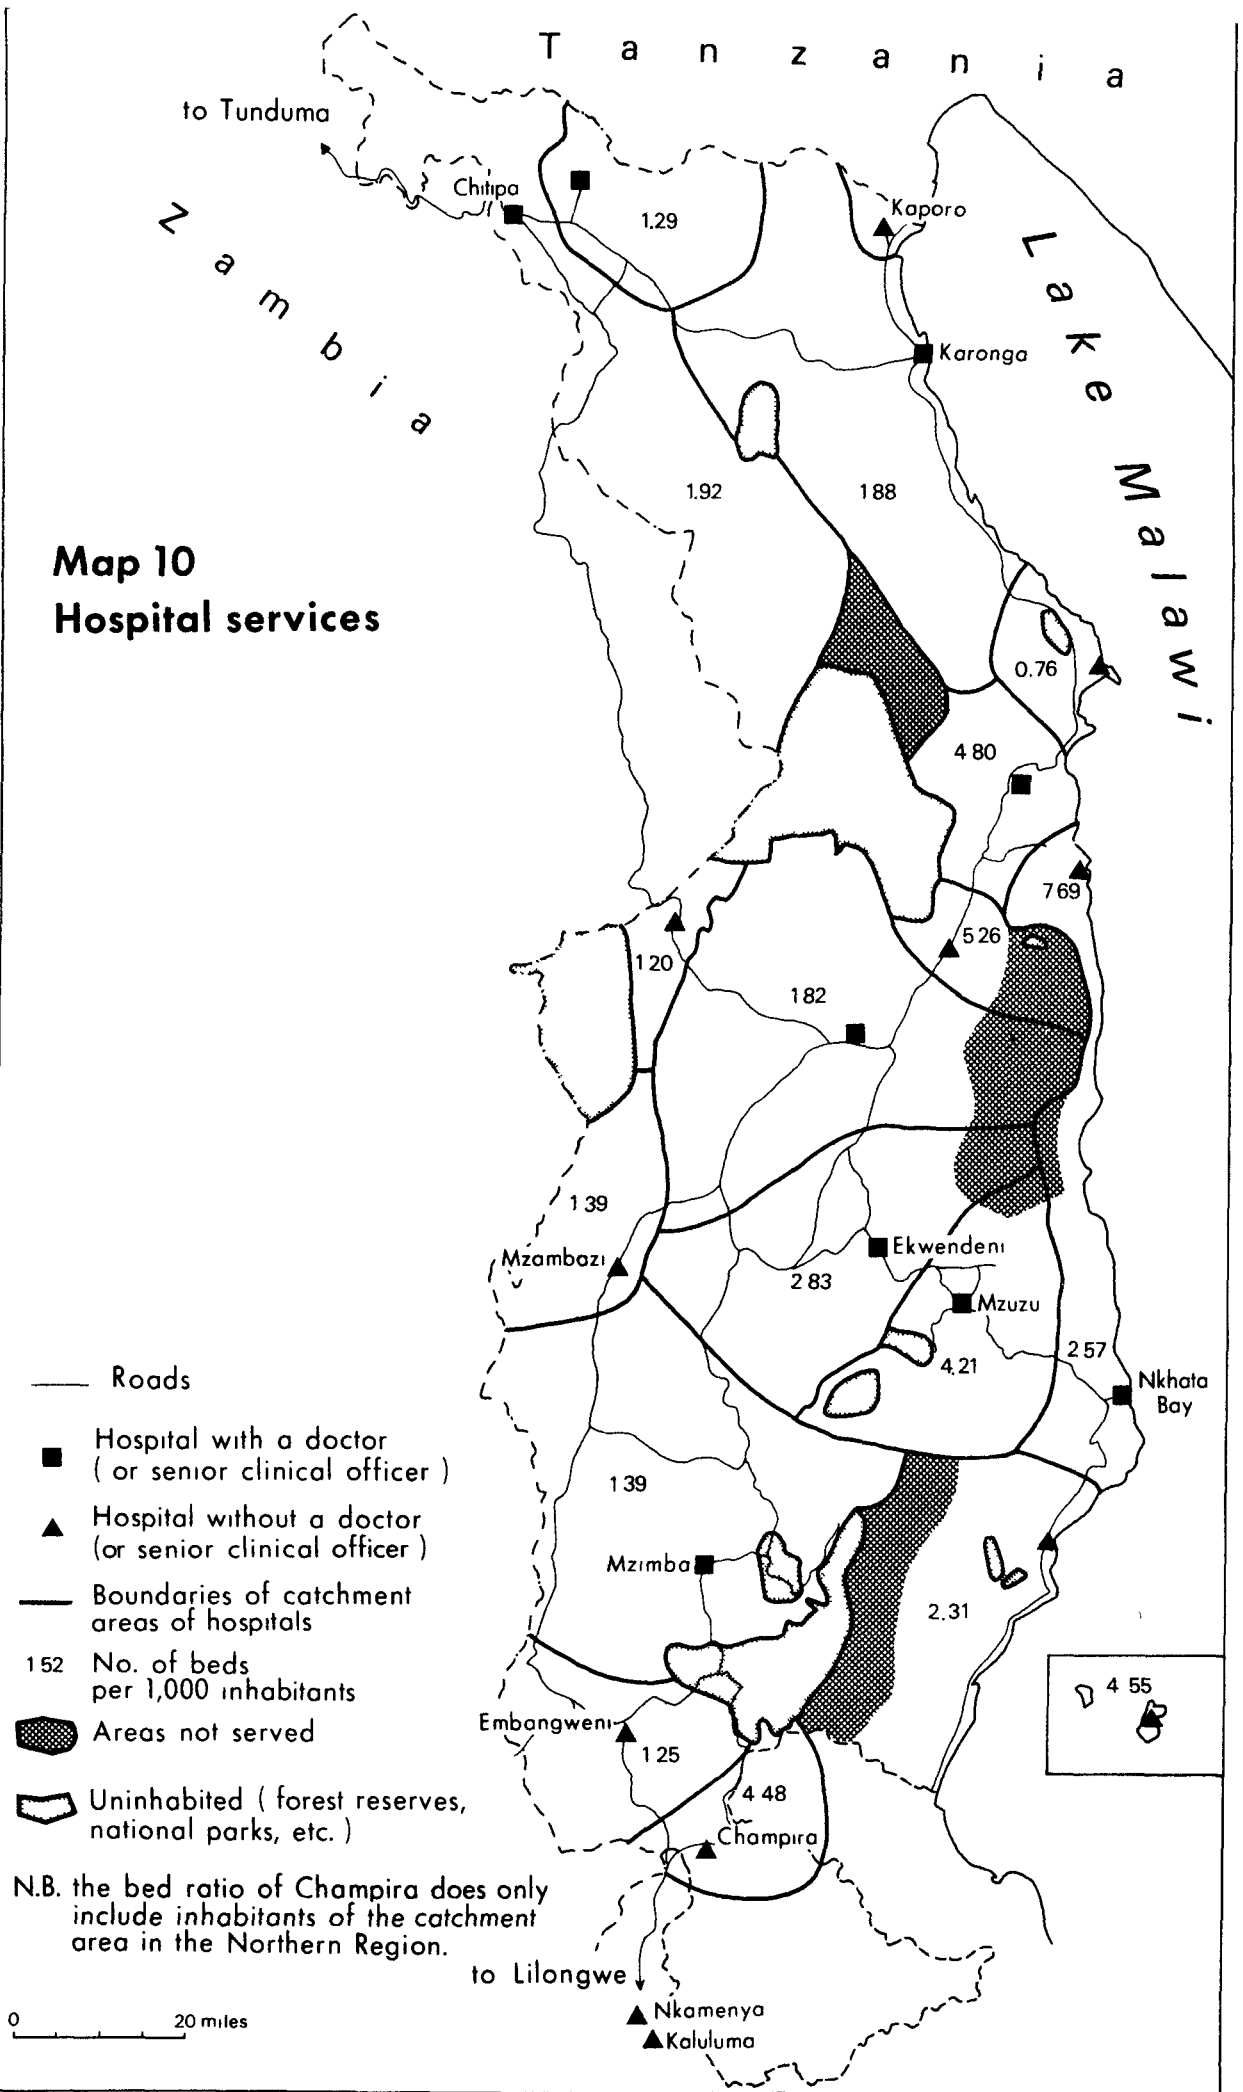 Tanzania
to Tunduma
Chitipa
Zambia
1.29
Kaporo
Lake Malawi
Karonga
1.92
1 88
Map 10
Hospital services
0.76
4 80
7 69
5 26
1 20
1 82
1 39
Mzambazi
Ekwendeni
2 83
Mzuzu
4.21
2 57
Nkhata
Bay
Roads
Hospital with a doctor
( or senior clinical officer )
1 39
Hospital without a doctor
(or senior clinical officer )
Mzimba
Boundaries of catchment
areas of hospitals
2.31
1 52 No. of beds
per 1,000 inhabitants
4 55
Embangweni
Areas not served
1 25
4 48
Uninhabited ( forest reserves,
national parks, etc. )
Champira
N.B. the bed ratio of Champira does only
include inhabitants of the catchment
area in the Northern Region.
to Lilongwe
0 20 miles
Nkamenya
Kaluluma